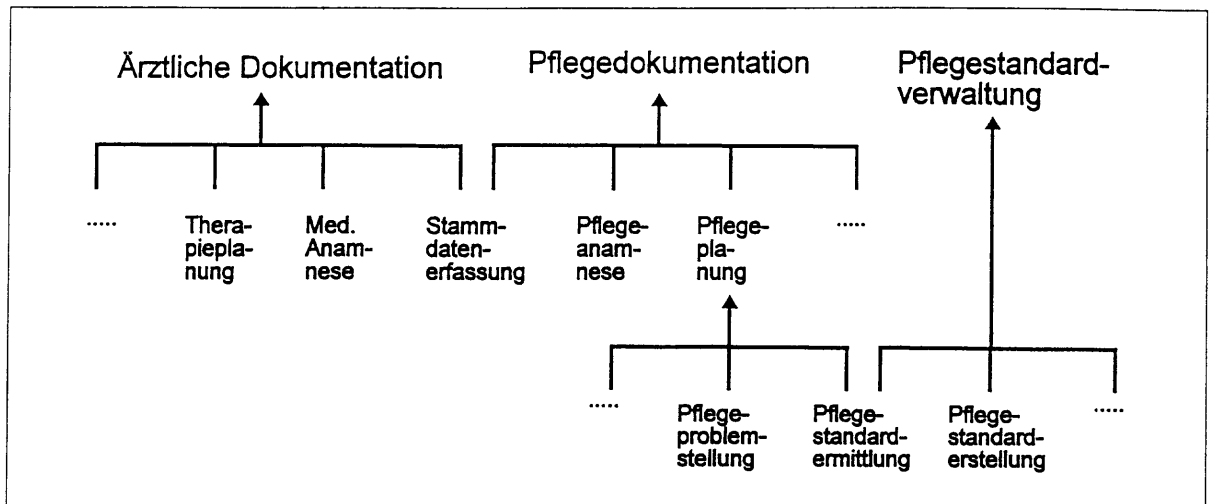 Ärztliche Dokumentation
Pflegedokumentation
Pflegestandard-
verwaltung
.....
Thera-
piepla-
nung
Med.
Anam-
nese
Stamm-
daten-
erfassung
Pflege-
anam-
nese
Pflege-
pla-
nung
.....
.....
Pflege-
problem-
stellung
Pflege-
standard-
ermittlung
Pflege-
standard-
erstellung
.....